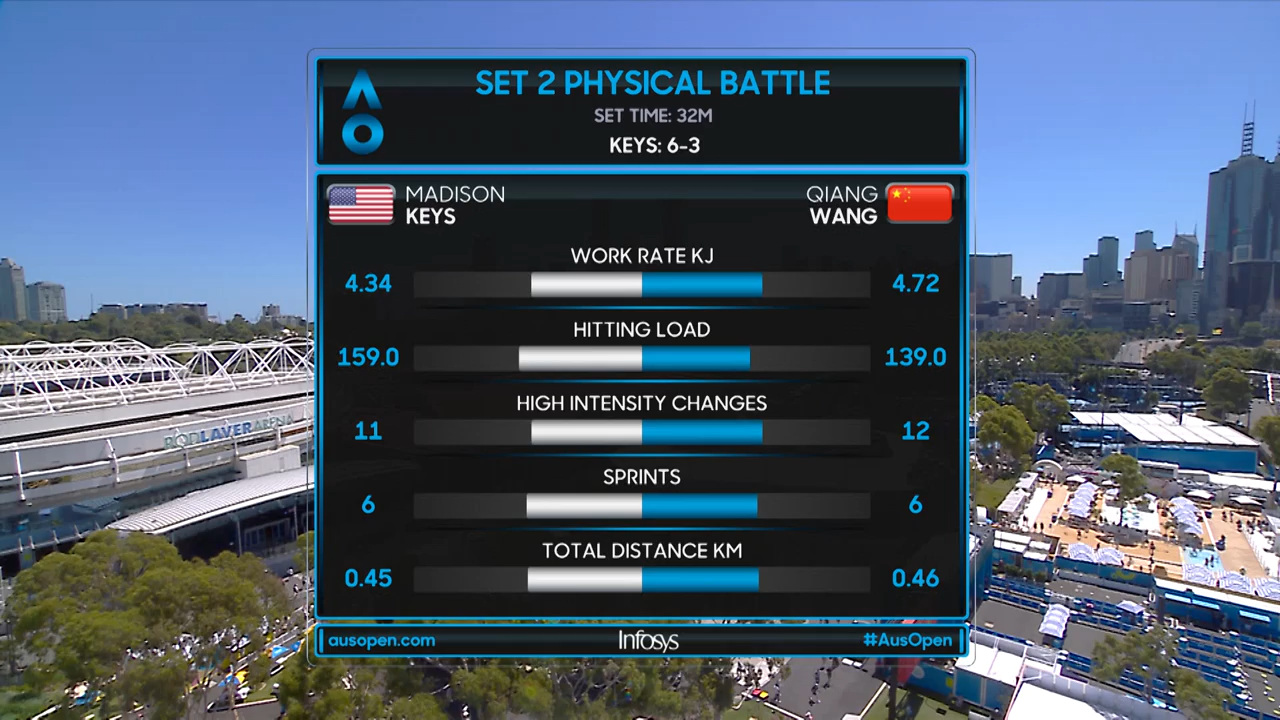 SET 2 PHYSICAL BATTLE
SET TIME: 32M
KEYS: 6-3
MADISON
KEYS
QIANG
WANG
WORK RATE KJ
4.34 4.72
HITTING LOAD
159.0 139.0
HIGH INTENSITY CHANGES
11 12
SPRINTS
6 6
TOTAL DISTANCE KM
0.45 0.46
ausopen.com Infosys #AusOpen
ROD LAVER ARENA